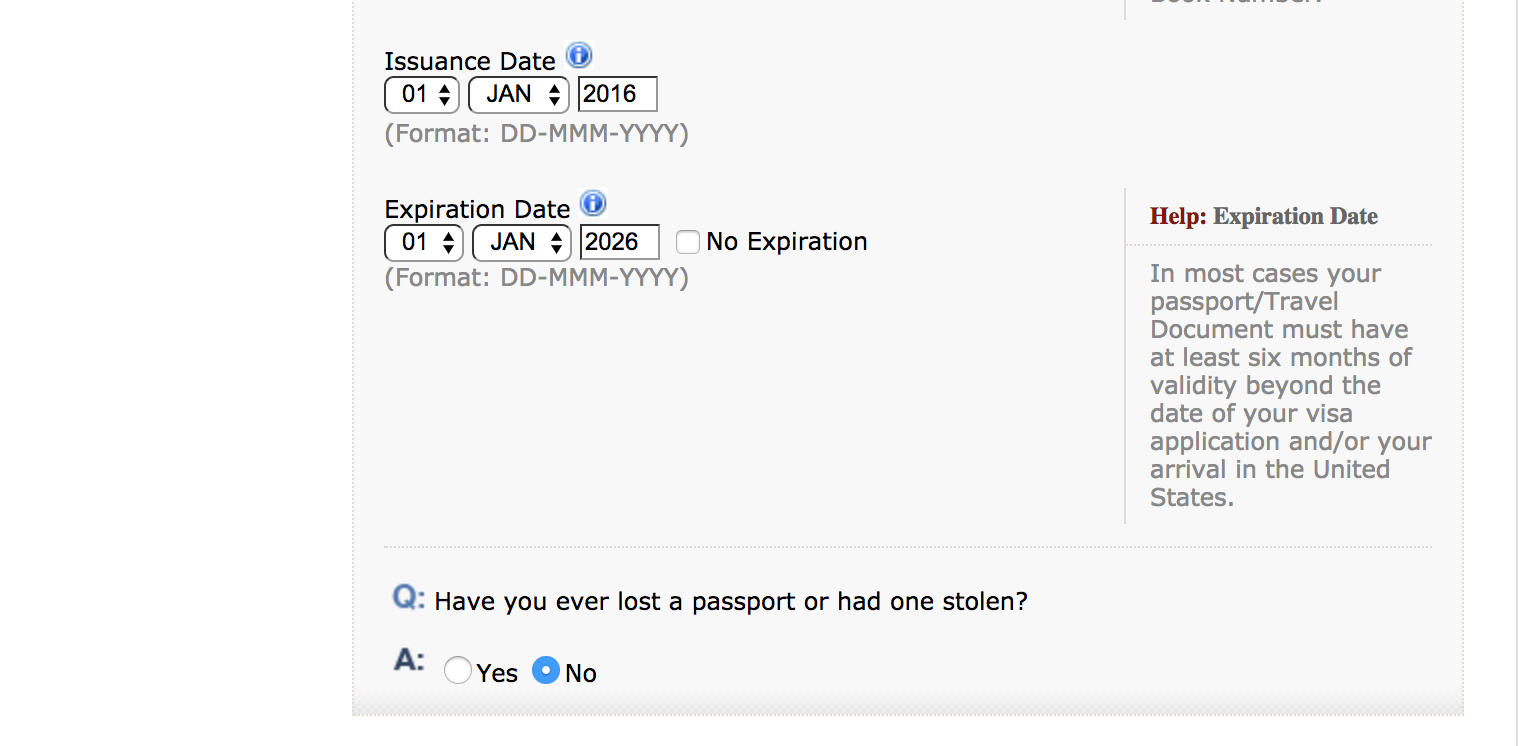 Book Number.
Issuance Date
01 JAN 2016
(Format: DD-MMM-YYYY)
Expiration Date
01 JAN 2026 No Expiration
(Format: DD-MMM-YYYY)
Help: Expiration Date
In most cases your
passport/Travel
Document must have
at least six months of
validity beyond the
date of your visa
application and/or your
arrival in the United
States.
Q: Have you ever lost a passport or had one stolen?
A: Yes No